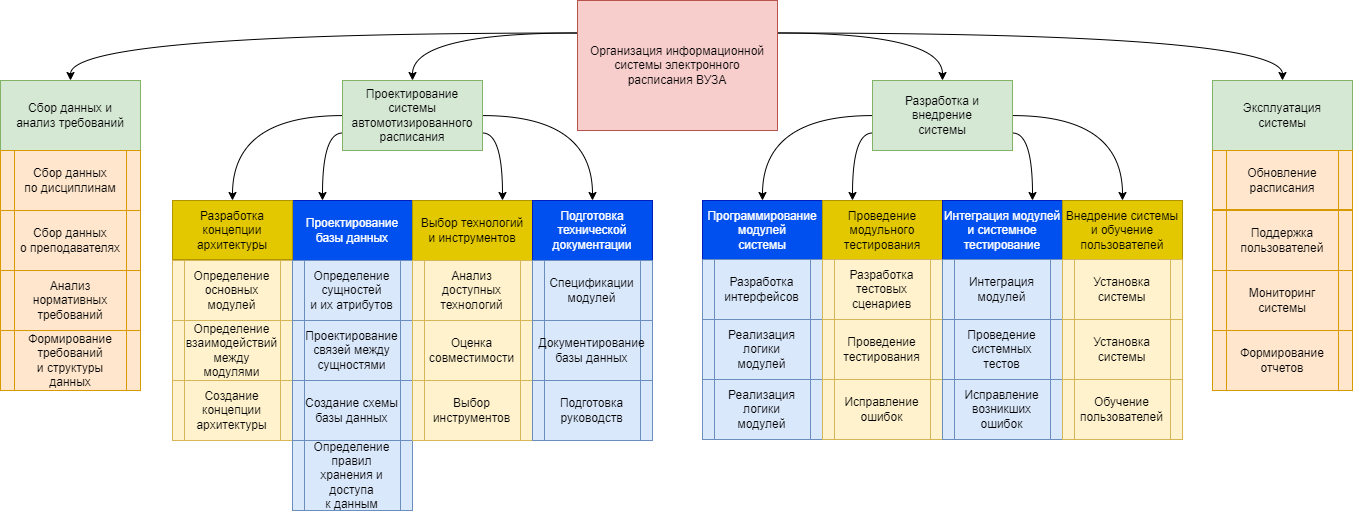 Организация информационной
системы электронного
расписания ВУЗА
Сбор данных и
анализ требований
Сбор данных
по дисциплинам
Сбор данных
о преподавателях
Анализ
нормативных
требований
Формирование
требований
и структуры
данных
Проектирование
системы
автомотизированного
расписания
Разработка
концепции
архитектуры
Определение
основных
модулей
Определение
взаимодействий
между
модулями
Создание
концепции
архитектуры
Проектирование
базы данных
Определение
сущностей
и их атрибутов
Проектирование
связей между
сущностями
Создание схемы
базы данных
Определение
правил
хранения и
доступа
к данным
Выбор технологий
и инструментов
Анализ
доступных
технологий
Оценка
совместимости
Выбор
инструментов
Подготовка
технической
документации
Спецификации
модулей
Документирование
базы данных
Подготовка
руководств
Разработка и
внедрение
системы
Программирование
модулей
системы
Разработка
интерфейсов
Реализация
логики
модулей
Реализация
логики
модулей
Проведение
модульного
тестирования
Разработка
тестовых
сценариев
Проведение
тестирования
Исправление
ошибок
Интеграция модулей
и системное
тестирование
Интеграция
модулей
Проведение
системных
тестов
Исправление
возникших
ошибок
Внедрение системы
и обучение
пользователей
Установка
системы
Установка
системы
Обучение
пользователей
Эксплуатация
системы
Обновление
расписания
Поддержка
пользователей
Мониторинг
системы
Формирование
отчетов